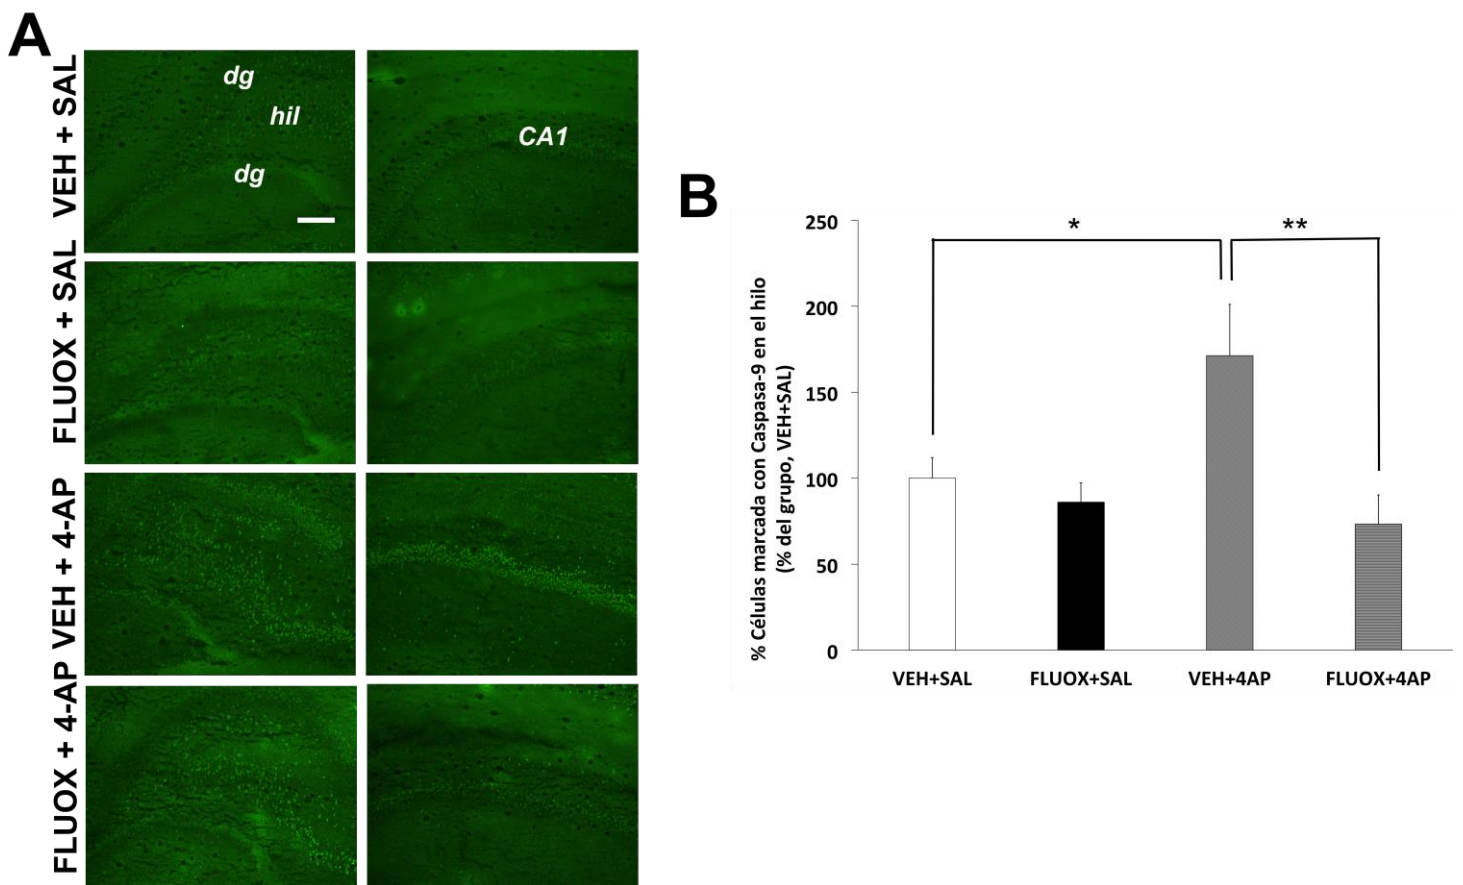 A
VEH + SAL
FLUOX + SAL
VEH + 4-AP
FLUOX + 4-AP
dg
hil
dg
CA1
B
% Células marcada con Caspasa-9 en el hilo
(% del grupo, VEH+SAL)
250
200
150
100
50
0
*
**
VEH+SAL
FLUOX+SAL
VEH+4AP
FLUOX+4AP